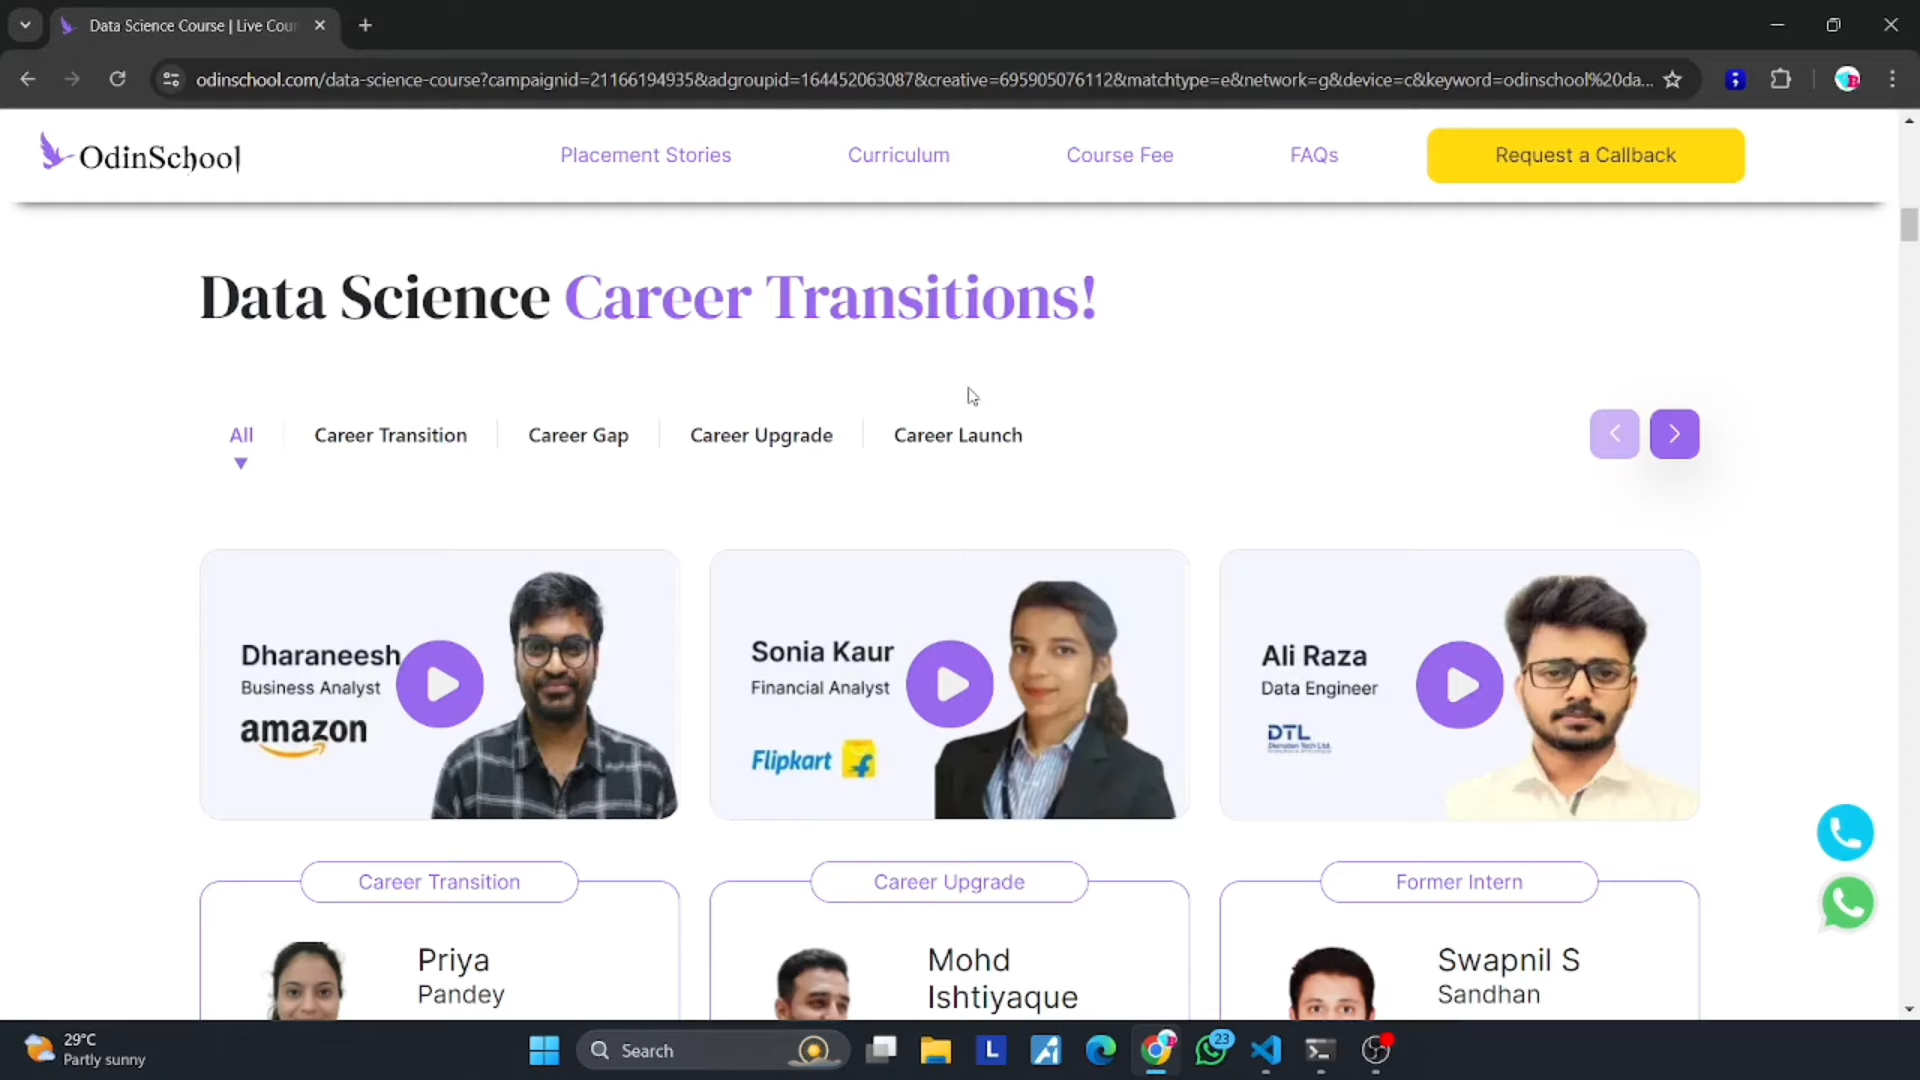 Data Science Course | Live Cour
odinschool.com/data-science-course?campaignid=21166194935&adgroupid=164452063087&creative=695905076112&matchtype=e&network=g&device=c&keyword=odinschool%20da...
OdinSchool
Placement Stories
Curriculum
Course Fee
FAQs
Request a Callback
Data Science Career Transitions!
All
Career Transition
Career Gap
Career Upgrade
Career Launch
Dharaneesh
Business Analyst
amazon
Sonia Kaur
Financial Analyst
Flipkart
Ali Raza
Data Engineer
DTL
Career Transition
Priya
Pandey
Career Upgrade
Mohd
Ishtiyaque
Former Intern
Swapnil S
Sandhan
29°C
Partly sunny
Search
L
23